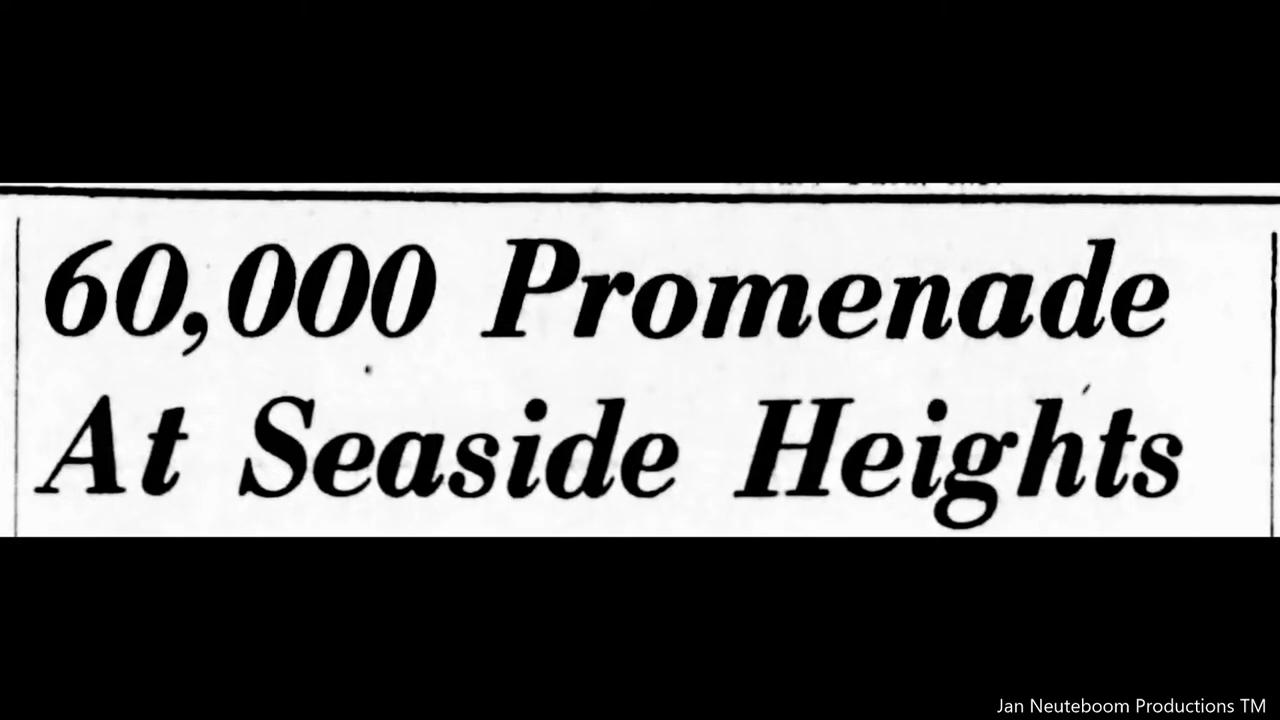 60,000 Promenade
At Seaside Heights
Jan Neuteboom Productions TM